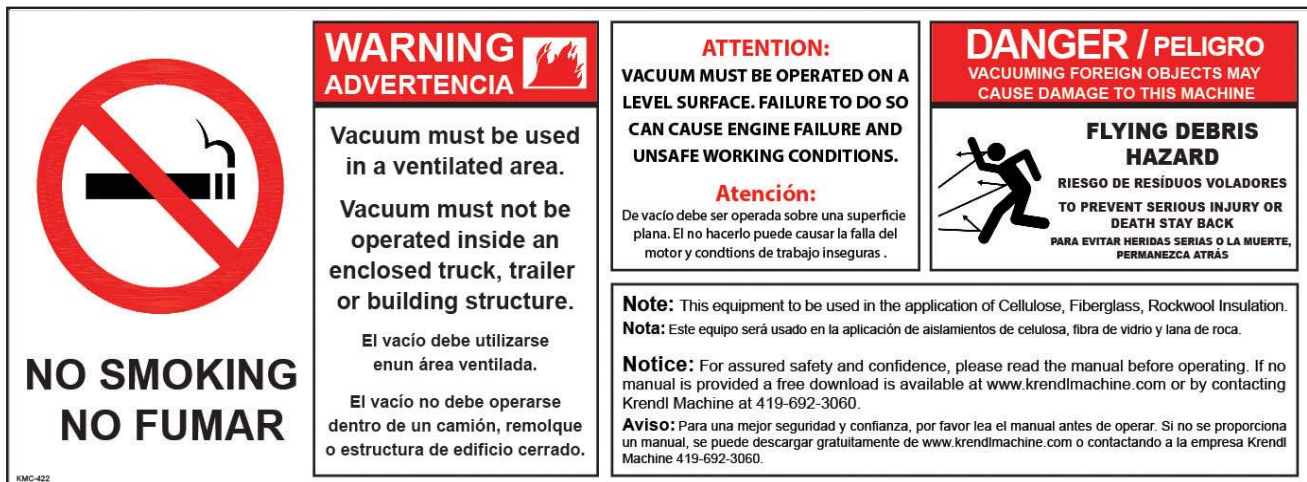 NO SMOKING
NO FUMAR
KMC-422
WARNING
ADVERTENCIA
Vacuum must be used
in a ventilated area.
Vacuum must not be
operated inside an
enclosed truck, trailer
or building structure.
El vacío debe utilizarse
enun área ventilada.
El vacío no debe operarse
dentro de un camión, remolque
o estructura de edificio cerrado.
ATTENTION:
VACUUM MUST BE OPERATED ON A
LEVEL SURFACE. FAILURE TO DO SO
CAN CAUSE ENGINE FAILURE AND
UNSAFE WORKING CONDITIONS.
Atención:
De vacío debe ser operada sobre una superficie
plana. El no hacerlo puede causar la falla del
motor y condtions de trabajo inseguras .
DANGER / PELIGRO
VACUUMING FOREIGN OBJECTS MAY
CAUSE DAMAGE TO THIS MACHINE
FLYING DEBRIS
HAZARD
RIESGO DE RESÍDUOS VOLADORES
TO PREVENT SERIOUS INJURY OR
DEATH STAY BACK
PARA EVITAR HERIDAS SERIAS O LA MUERTE,
PERMANEZCA ATRÁS
Note: This equipment to be used in the application of Cellulose, Fiberglass, Rockwool Insulation.
Nota: Este equipo será usado en la aplicación de aislamientos de celulosa, fibra de vidrio y lana de roca.
Notice: For assured safety and confidence, please read the manual before operating. If no
manual is provided a free download is available at www.krendlmachine.com or by contacting
Krendl Machine at 419-692-3060.
Aviso: Para una mejor seguridad y confianza, por favor lea el manual antes de operar. Si no se proporciona
un manual, se puede descargar gratuitamente de www.krendlmachine.com o contactando a la empresa Krendl
Machine 419-692-3060.